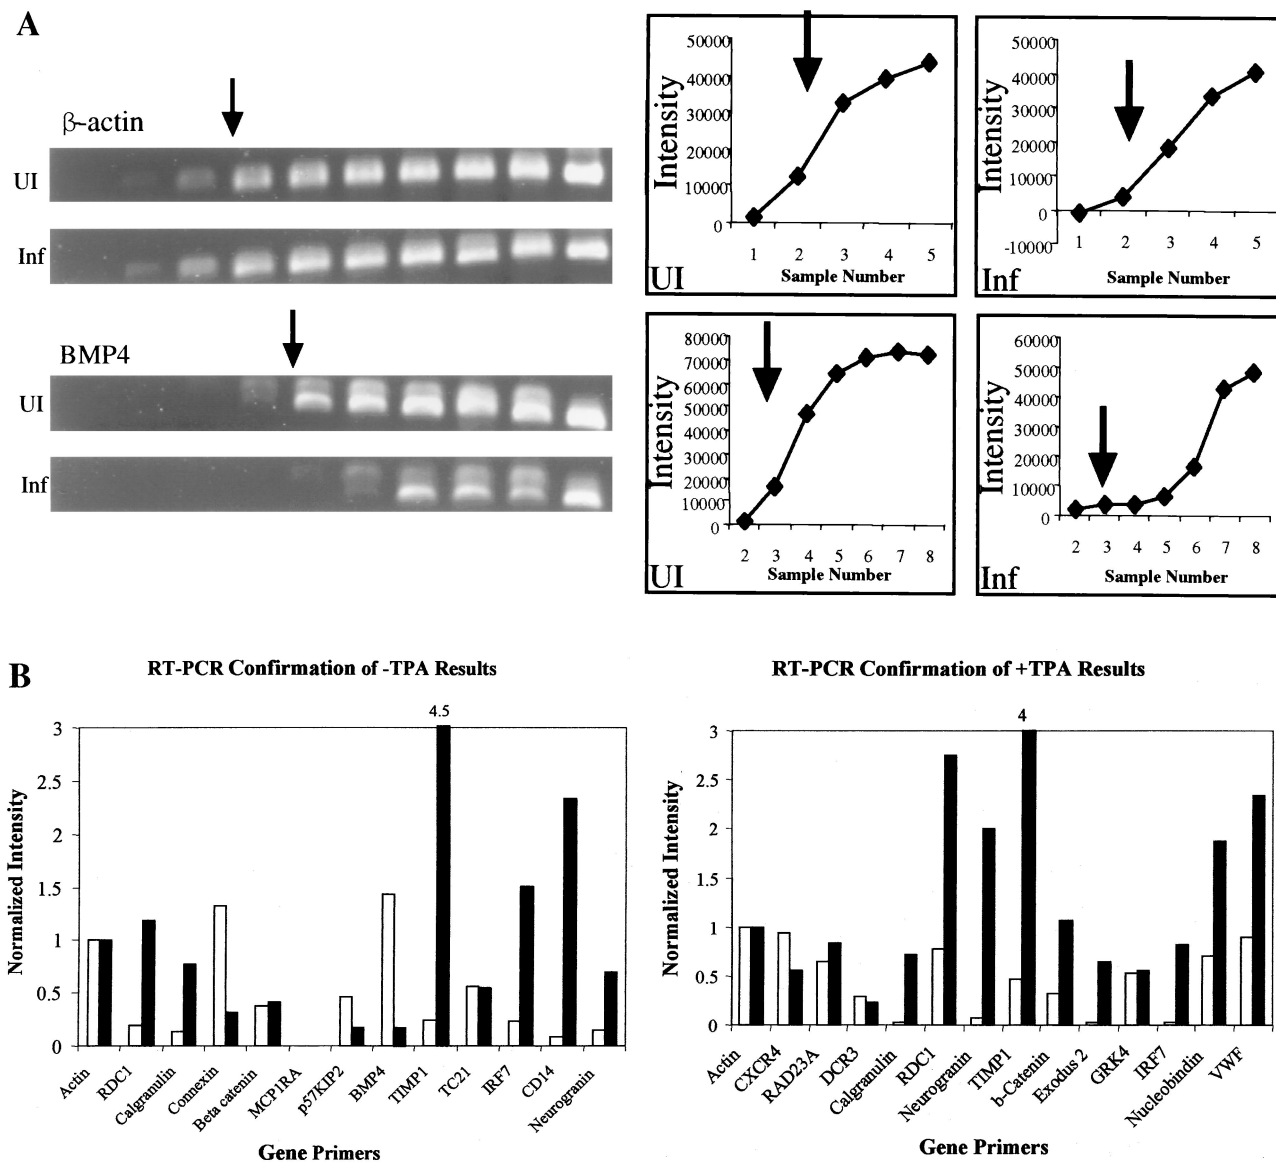 A
β-actin
UI
Inf
BMP4
UI
Inf
50000
40000
30000
20000
10000
0
Intensity
1 2 3 4 5
Sample Number
UI
50000
40000
30000
20000
10000
0
-10000
Intensity
1 2 3 4 5
Sample Number
Inf
80000
70000
60000
50000
40000
30000
20000
10000
0
Intensity
2 3 4 5 6 7 8
Sample Number
UI
60000
50000
40000
30000
20000
10000
0
Intensity
2 3 4 5 6 7 8
Sample Number
Inf
B
RT-PCR Confirmation of -TPA Results
4.5
3
2.5
2
1.5
1
0.5
0
Normalized Intensity
Actin
RDC1
Calgranulin
Connexin
Beta catenin
MCP1RA
p57KIP2
BMP4
TIMP1
TC21
IRF7
CD14
Neurogranin
Gene Primers
RT-PCR Confirmation of +TPA Results
4
3
2.5
2
1.5
1
0.5
0
Normalized Intensity
Actin
CXCR4
RAD23A
DCR3
Calgranulin
RDC1
Neurogranin
TIMP1
b-Catenin
Exodus 2
GRK4
IRF7
Nucleobindin
VWF
Gene Primers